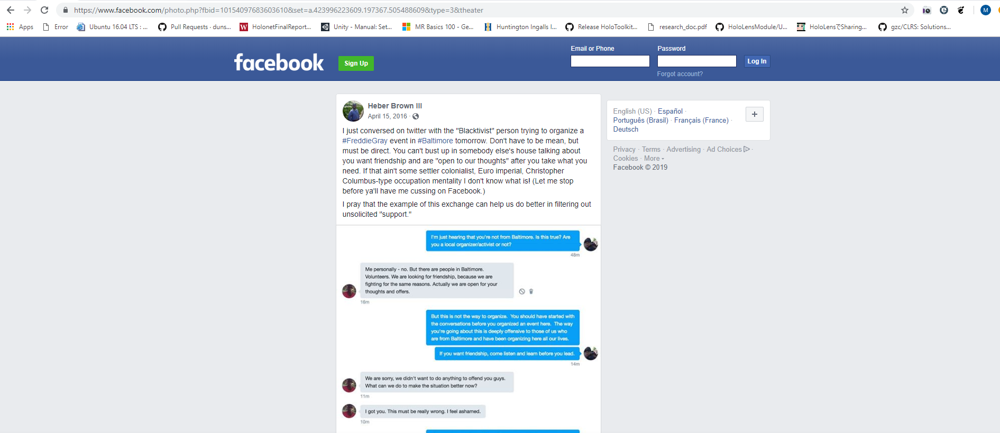 https://www.facebook.com/photo.php?fbid=10154097683603610&set=a.423996223609.197367.505488609&type=3&theater
M
Apps Error Ubuntu 16.04 LTS : ... Pull Requests · duns... HolonetFinalReport... Unity - Manual: Set... MR Basics 100 - Ge... Huntington Ingalls I... Release HoloToolkit... research_doc.pdf HoloLensModule/U... HoloLensでSharing... gzc/CLRS: Solutions...
facebook
Sign Up
Email or Phone
Password
Log In
Forgot account?
Heber Brown III
April 15, 2016 ·
I just conversed on twitter with the "Blacktivist" person trying to organize a
#FreddieGray event in #Baltimore tomorrow. Don't have to be mean, but
must be direct. You can't bust up in somebody else's house talking about
you want friendship and are "open to our thoughts" after you take what you
need. If that ain't some settler colonialist, Euro imperial, Christopher
Columbus-type occupation mentality I don't know what is! (Let me stop
before ya'll have me cussing on Facebook.)
I pray that the example of this exchange can help us do better in filtering out
unsolicited "support."
I'm just hearing that you're not from Baltimore. Is this true? Are
you a local organizer/activist or not?
48m
Me personally - no. But there are people in Baltimore.
Volunteers. We are looking for friendship, because we are
fighting for the same reasons. Actually we are open for your
thoughts and offers.
16m
But this is not the way to organize. You should have started with
the conversations before you organized an event here. The way
you're going about this is deeply offensive to those of us who
are from Baltimore and have been organizing here all our lives.
If you want friendship, come listen and learn before you lead.
14m
We are sorry, we didn't want to do anything to offend you guys.
What can we do to make the situation better now?
11m
I got you. This must be really wrong. I feel ashamed.
10m
English (US) · Español ·
Português (Brasil) · Français (France) ·
Deutsch
Privacy · Terms · Advertising · Ad Choices ·
Cookies · More
Facebook © 2019